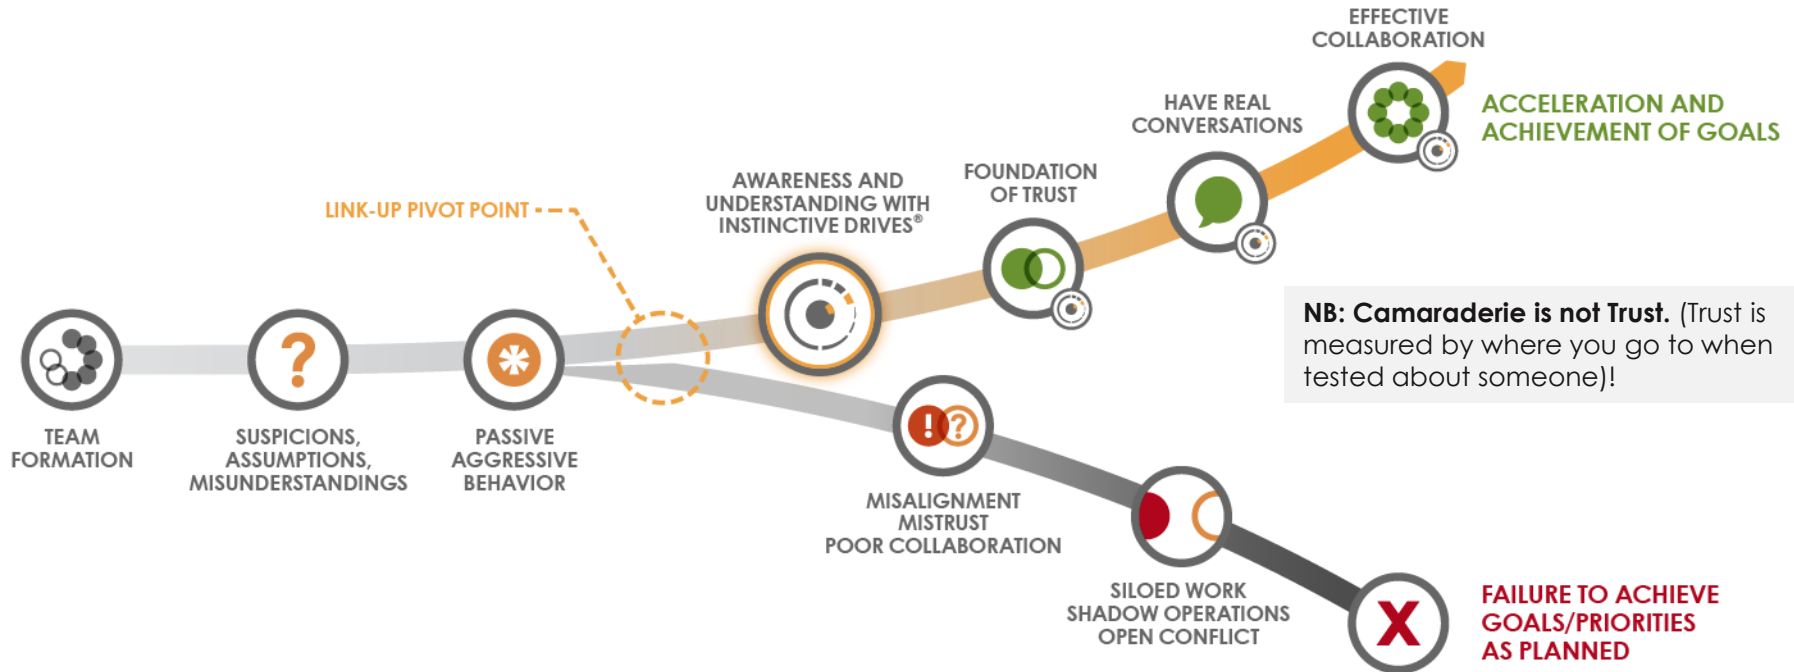 EFFECTIVE
COLLABORATION
ACCELERATION AND
ACHIEVEMENT OF GOALS
HAVE REAL
CONVERSATIONS
FOUNDATION
OF TRUST
AWARENESS AND
UNDERSTANDING WITH
INSTINCTIVE DRIVES®
LINK-UP PIVOT POINT
NB: Camaraderie is not Trust. (Trust is
measured by where you go to when
tested about someone)!
?
*
TEAM
FORMATION
SUSPICIONS,
ASSUMPTIONS,
MISUNDERSTANDINGS
PASSIVE
AGGRESSIVE
BEHAVIOR
! ?
MISALIGNMENT
MISTRUST
POOR COLLABORATION
SILOED WORK
SHADOW OPERATIONS
OPEN CONFLICT
X
FAILURE TO ACHIEVE
GOALS/PRIORITIES
AS PLANNED